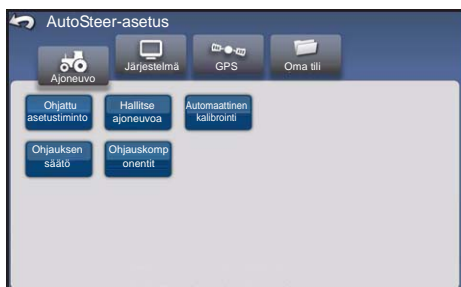 AutoSteer-asetus
Ajoneuvo
Järjestelmä
GPS
Oma tili
Ohjattu
asetustiminto
Hallitse
ajoneuvoa
Automaattinen
kalibrointi
Ohjauksen
säätö
Ohjauskomp
onentit